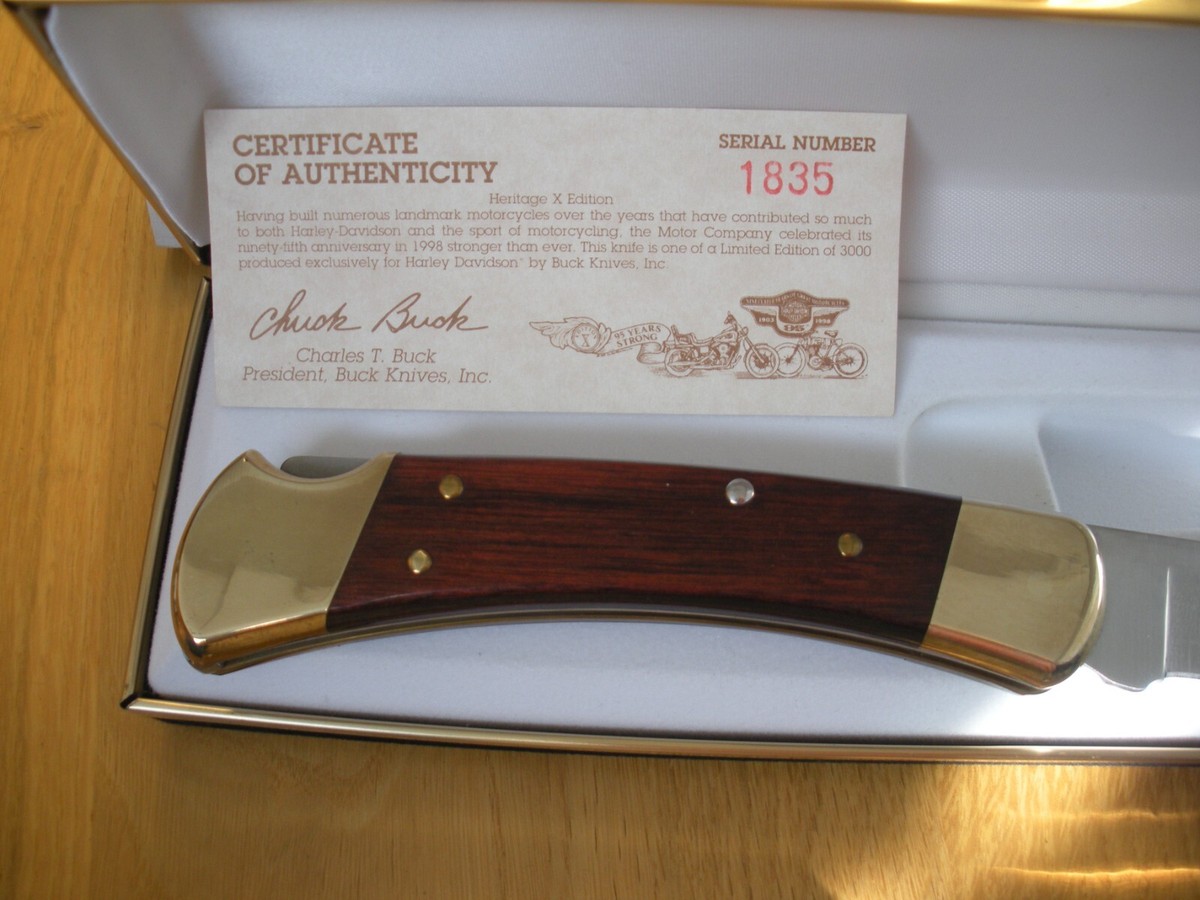 CERTIFICATE
OF AUTHENTICITY
SERIAL NUMBER
1835
Heritage X Edition
Having built numerous landmark motorcycles over the years that have contributed so much
to both Harley-Davidson and the sport of motorcycling, the Motor Company celebrated its
ninety-fifth anniversary in 1998 stronger than ever. This knife is one of a Limited Edition of 3000
produced exclusively for Harley Davidson® by Buck Knives, Inc.
Chuck Buck
Charles T. Buck
President, Buck Knives, Inc.
X
95 YEARS
STRONG
1903 1998
95